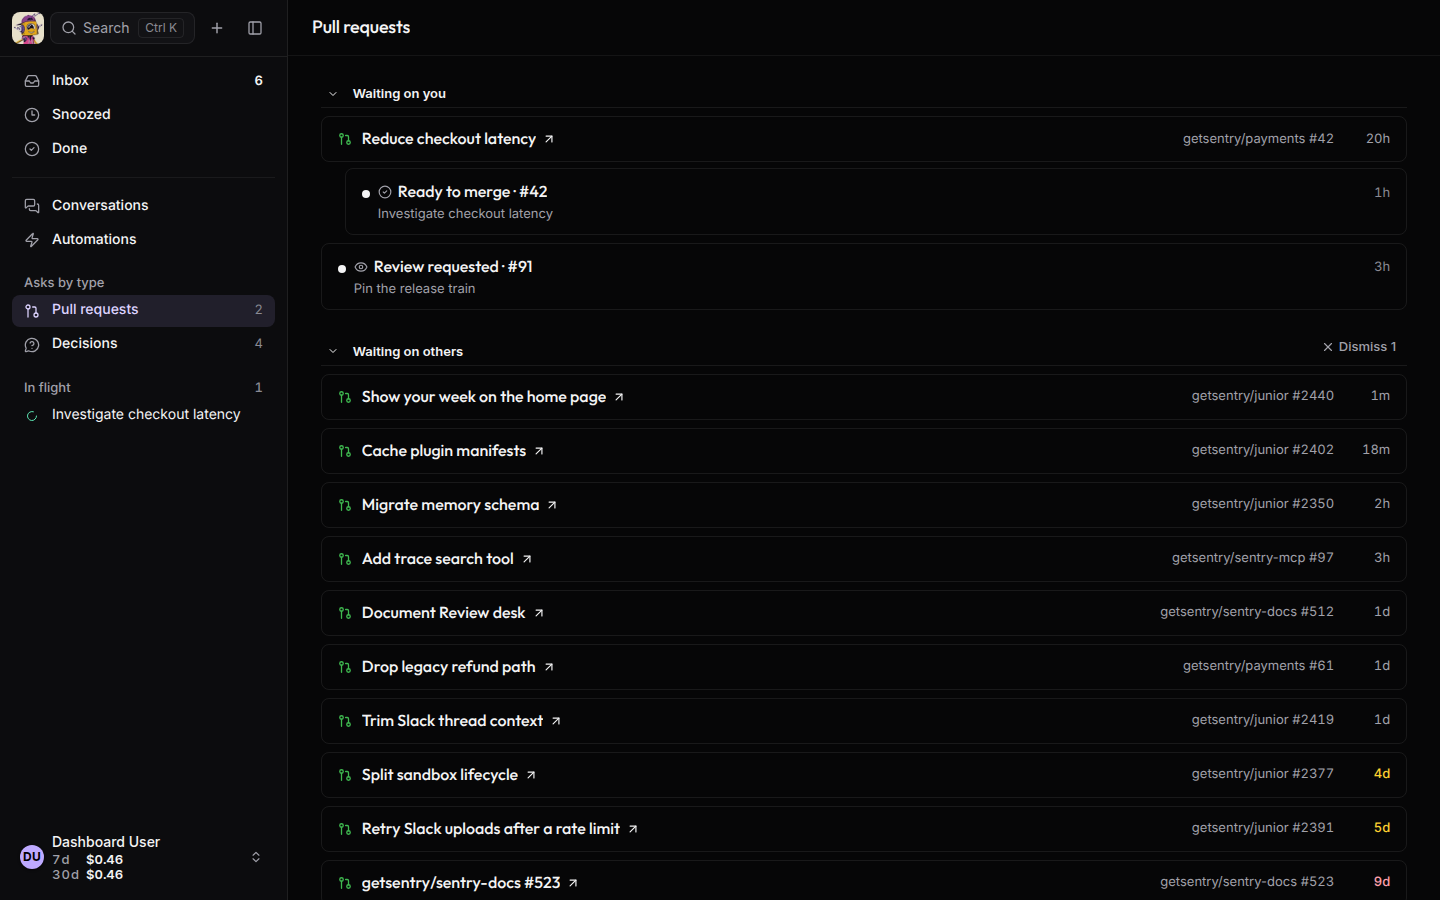 Search Ctrl K
Inbox 6
Snoozed
Done
Conversations
Automations
Asks by type
Pull requests 2
Decisions 4
In flight 1
Investigate checkout latency
DU Dashboard User
7d $0.46
30d $0.46
Pull requests
Waiting on you
Reduce checkout latency getsentry/payments #42 20h
Ready to merge · #42 1h
Investigate checkout latency
Review requested · #91 3h
Pin the release train
Waiting on others Dismiss 1
Show your week on the home page getsentry/junior #2440 1m
Cache plugin manifests getsentry/junior #2402 18m
Migrate memory schema getsentry/junior #2350 2h
Add trace search tool getsentry/sentry-mcp #97 3h
Document Review desk getsentry/sentry-docs #512 1d
Drop legacy refund path getsentry/payments #61 1d
Trim Slack thread context getsentry/junior #2419 1d
Split sandbox lifecycle getsentry/junior #2377 4d
Retry Slack uploads after a rate limit getsentry/junior #2391 5d
getsentry/sentry-docs #523 getsentry/sentry-docs #523 9d